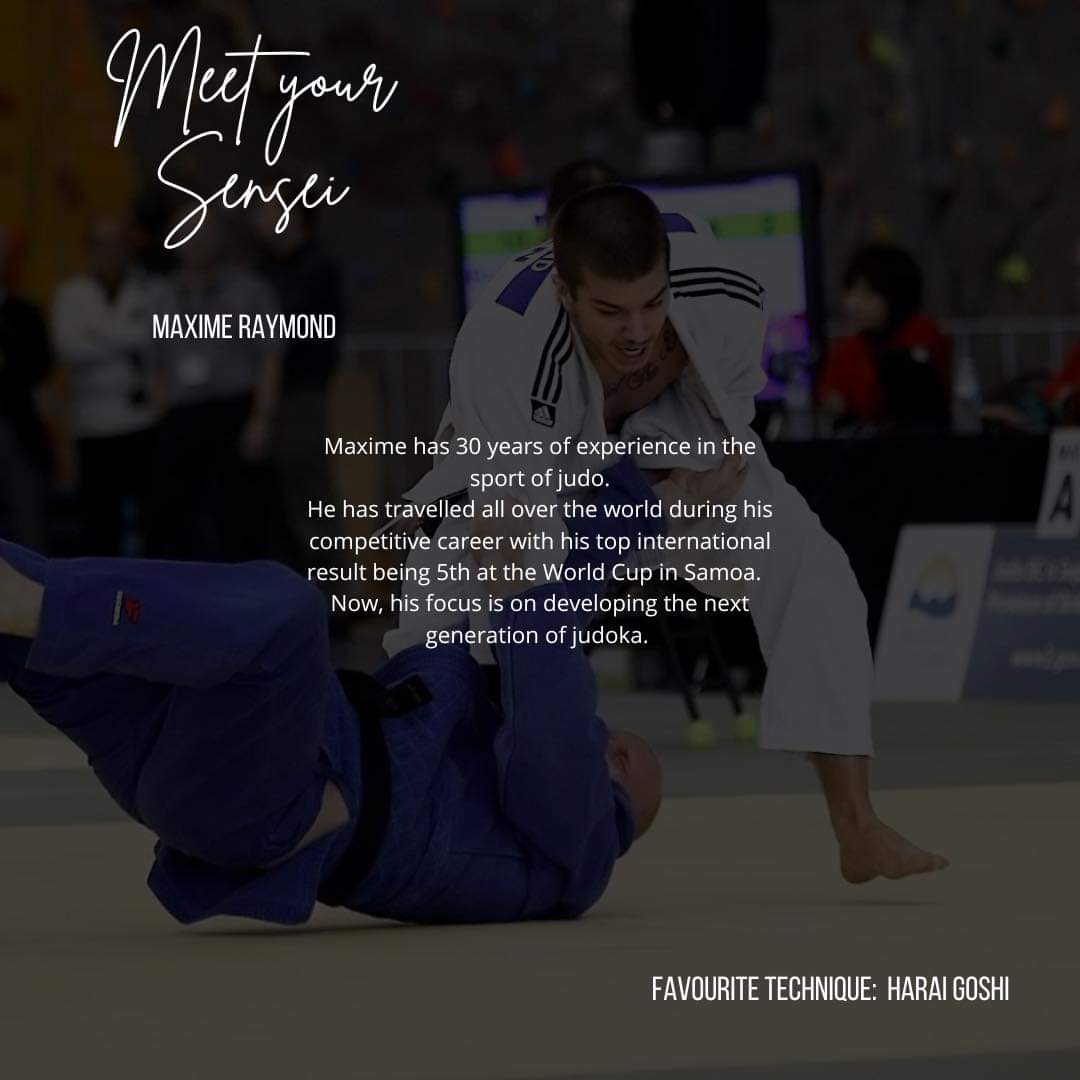 Meet your
Sensei
MAXIME RAYMOND
Maxime has 30 years of experience in the
sport of judo.
He has travelled all over the world during his
competitive career with his top international
result being 5th at the World Cup in Samoa.
Now, his focus is on developing the next
generation of judoka.
A
FAVOURITE TECHNIQUE: HARAI GOSHI